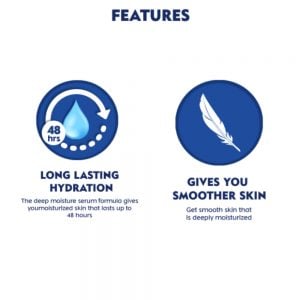 FEATURES
48
hrs
LONG LASTING
HYDRATION
The deep moisture serum formula gives
youmoisturized skin that lasts up to
48 hours
GIVES YOU
SMOOTHER SKIN
Get smooth skin that
is deeply moisturized